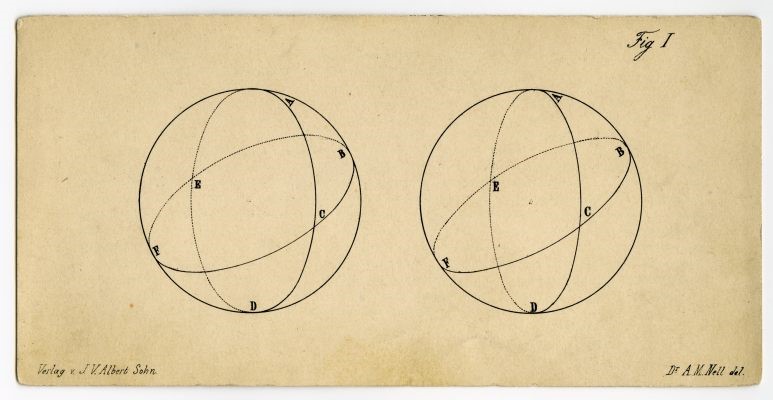 Fig I
A
B
E
C
F
D
A
B
E
C
F
D
Verlag v. J. V. Albert Sohn.
Dr A. M. Nell del.